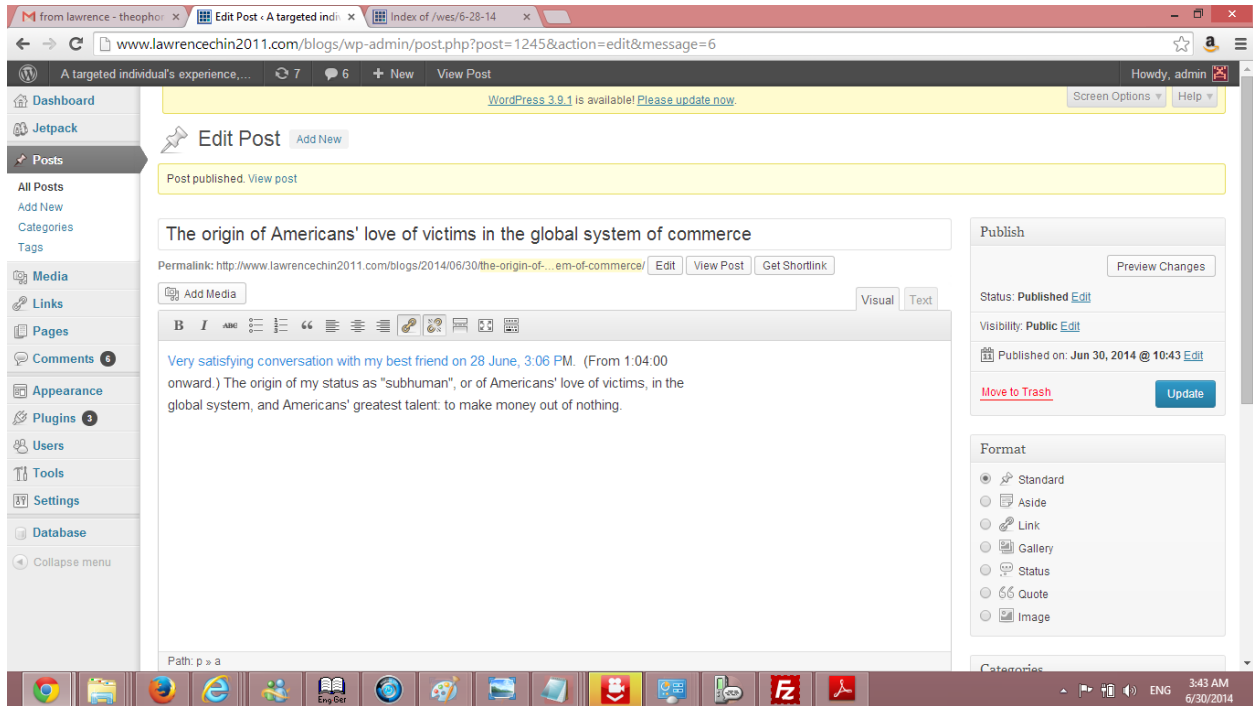 from lawrence - theophor
Edit Post ‹ A targeted indiv
Index of /wes/6-28-14
www.lawrencechin2011.com/blogs/wp-admin/post.php?post=1245&action=edit&message=6
A targeted individual's experience,... 7 6 + New View Post Howdy, admin
WordPress 3.9.1 is available! Please update now.
Screen Options Help
Dashboard
Jetpack
Posts
All Posts
Add New
Categories
Tags
Media
Links
Pages
Comments 6
Appearance
Plugins 3
Users
Tools
Settings
Database
Collapse menu
Edit Post Add New
Post published. View post
The origin of Americans' love of victims in the global system of commerce
Permalink: http://www.lawrencechin2011.com/blogs/2014/06/30/the-origin-of-...em-of-commerce/ Edit View Post Get Shortlink
Add Media
Visual Text
B I ABC
Very satisfying conversation with my best friend on 28 June, 3:06 PM. (From 1:04:00
onward.) The origin of my status as "subhuman", or of Americans' love of victims, in the
global system, and Americans' greatest talent: to make money out of nothing.
Path: p » a
Publish
Preview Changes
Status: Published Edit
Visibility: Public Edit
Published on: Jun 30, 2014 @ 10:43 Edit
Move to Trash
Update
Format
Standard
Aside
Link
Gallery
Status
Quote
Image
Categories
Eng Ger
ENG
3:43 AM
6/30/2014